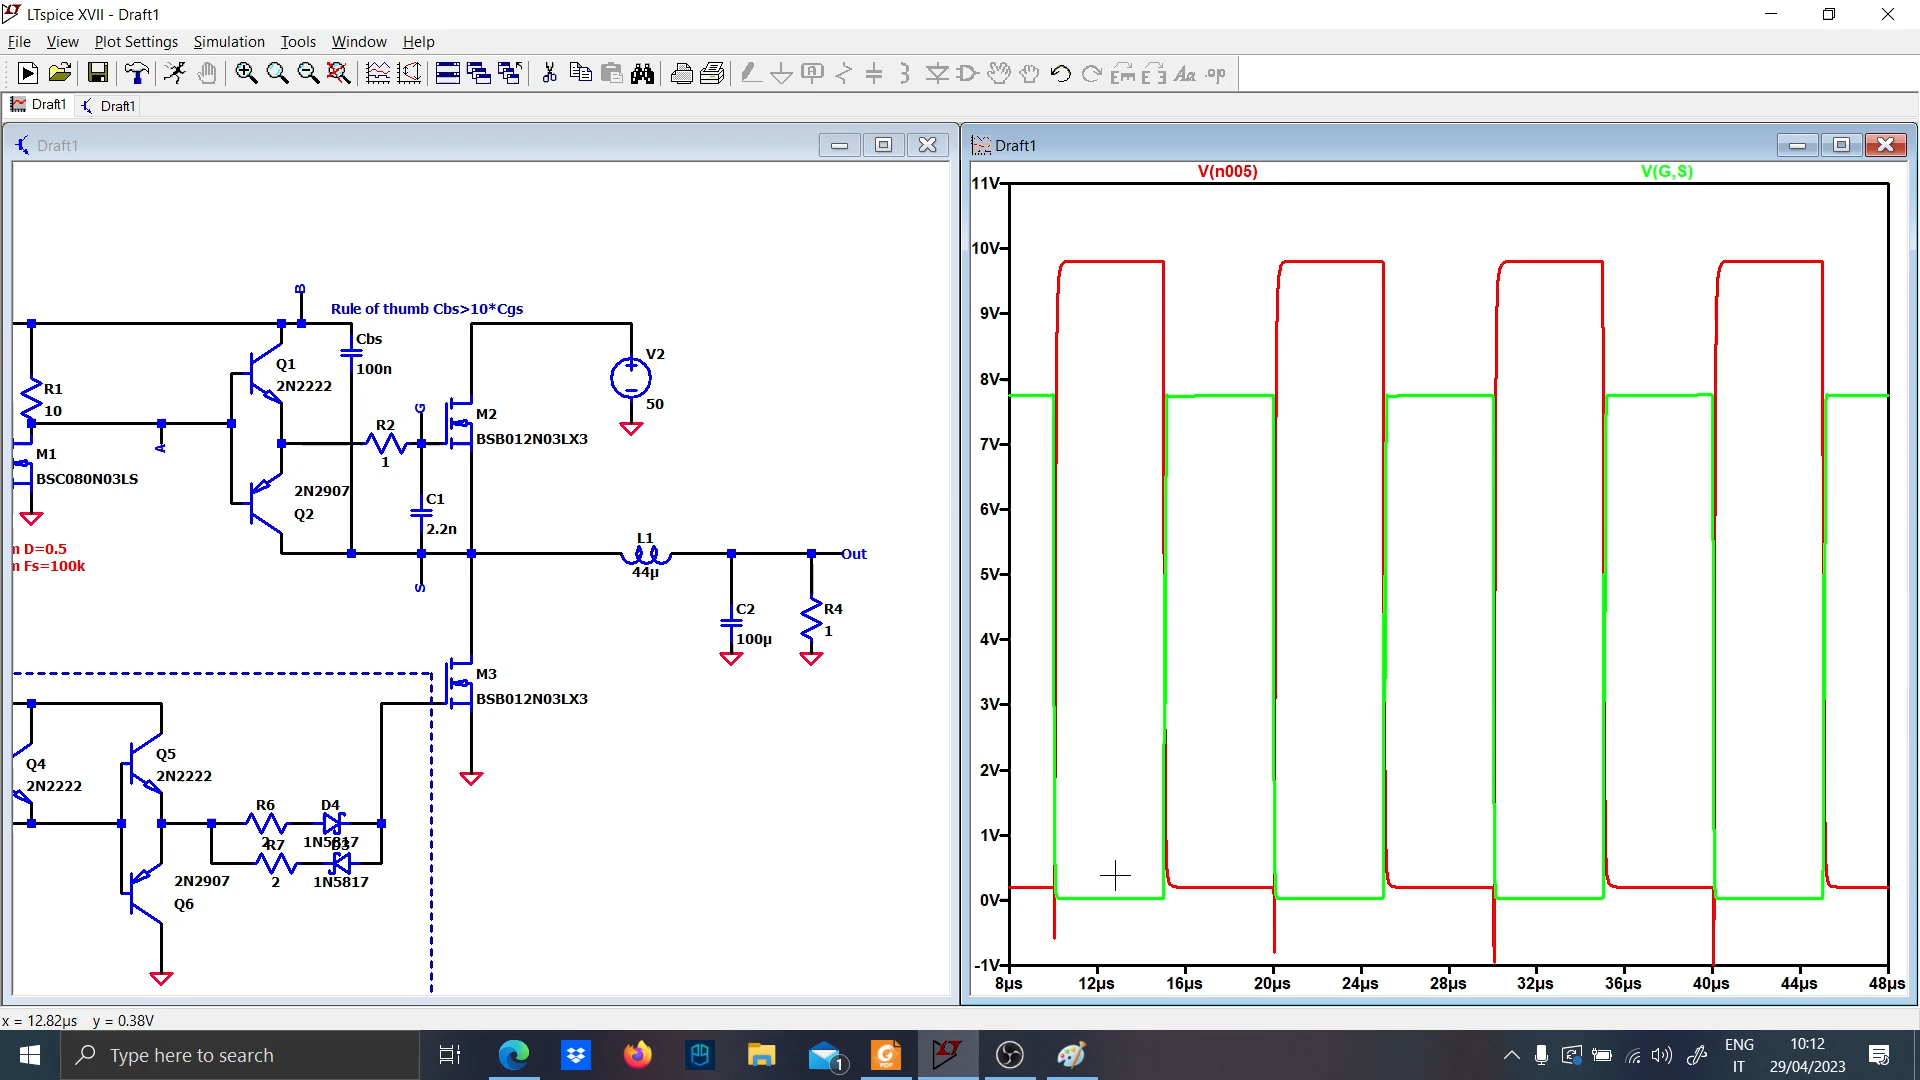 LTspice XVII - Draft1
File View Plot Settings Simulation Tools Window Help
Draft1 Draft1
Draft1
B
Rule of thumb Cbs>10*Cgs
Cbs
100n
Q1
2N2222
R1
10
A
M1
BSC080N03LS
2N2907
Q2
R2
1
G
M2
BSB012N03LX3
C1
2.2n
S
V2
50
L1
44µ
Out
C2
100µ
R4
1
D=0.5
Fs=100k
M3
BSB012N03LX3
Q4
2N2222
Q5
2N2222
2N2907
Q6
R6
2
D4
1N5817
R7
2
D3
1N5817
Draft1
V(n005) V(G,S)
11V
10V
9V
8V
7V
6V
5V
4V
3V
2V
1V
0V
-1V
8µs 12µs 16µs 20µs 24µs 28µs 32µs 36µs 40µs 44µs 48µs
x = 12.82µs y = 0.38V
Type here to search
1
ENG
IT
10:12
29/04/2023